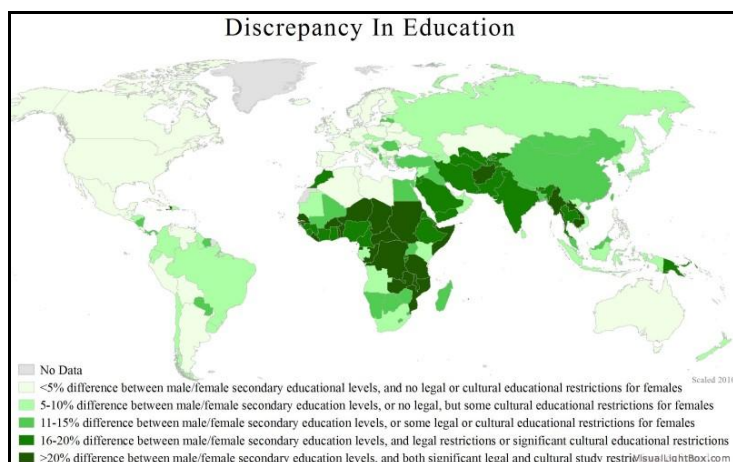 Discrepancy In Education
Scaled 2016
No Data
<5% difference between male/female secondary educational levels, and no legal or cultural educational restrictions for females
5-10% difference between male/female secondary education levels, or no legal, but some cultural educational restrictions for females
11-15% difference between male/female secondary education levels, or some legal or cultural educational restrictions for females
16-20% difference between male/female secondary education levels, and legal restrictions or significant cultural educational restrictions
>20% difference between male/female secondary education levels, and both significant legal and cultural study
VisualLightBox.com